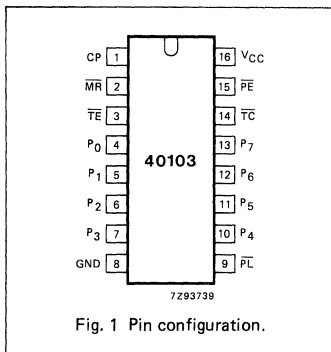 CP 1 16 VCC
MR 2 15 PE
TE 3 14 TC
P0 4 13 P7
40103
P1 5 12 P6
P2 6 11 P5
P3 7 10 P4
GND 8 9 PL
7Z93739
Fig. 1 Pin configuration.